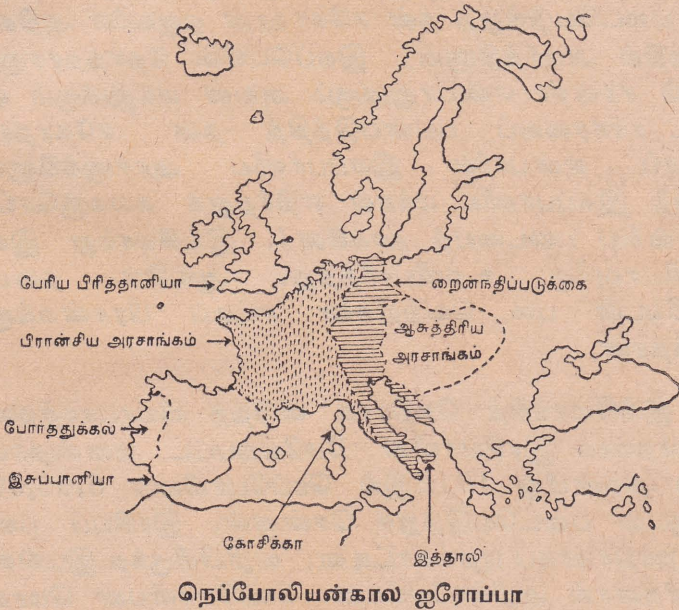 பேரிய பிரித்தானியா
றைன்நதிப்படுக்கை
பிரான்சிய அரசாங்கம்
ஆசுத்திரிய
அரசாங்கம்
போர்த்துக்கல்
இசுப்பானியா
கோசிக்கா
இத்தாலி
நெப்போலியன்கால ஐரோப்பா